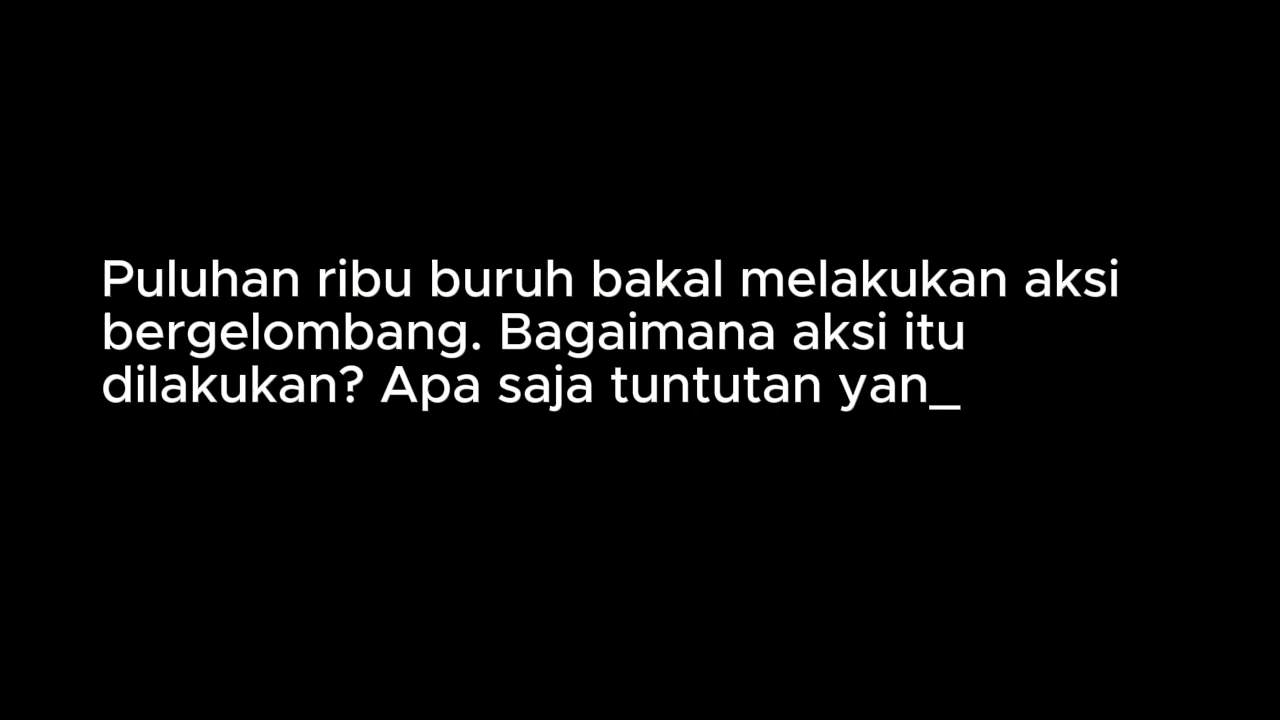 Puluhan ribu buruh bakal melakukan aksi
bergelombang. Bagaimana aksi itu
dilakukan? Apa saja tuntutan yan_